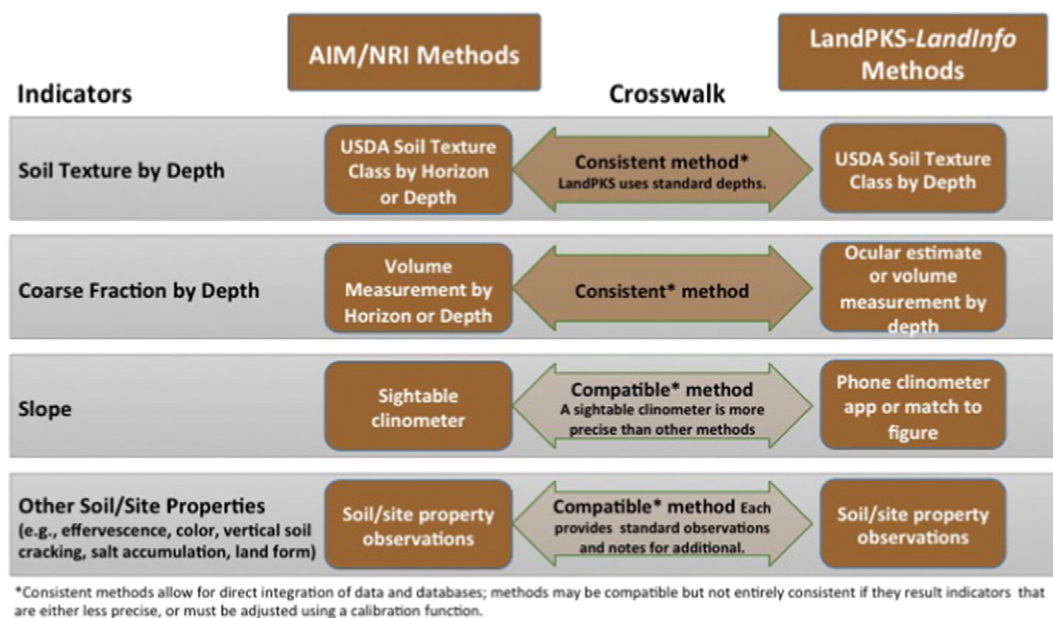 AIM/NRI Methods
LandPKS-LandInfo
Methods
Indicators
Crosswalk
Soil Texture by Depth
USDA Soil Texture
Class by Horizon
or Depth
Consistent method*
LandPKS uses standard depths.
USDA Soil Texture
Class by Depth
Coarse Fraction by Depth
Volume
Measurement by
Horizon or Depth
Consistent* method
Ocular estimate
or volume
measurement by
depth
Slope
Sightable
clinometer
Compatible* method
A sightable clinometer is more
precise than other methods
Phone clinometer
app or match to
figure
Other Soil/Site Properties
(e.g., effervescence, color, vertical soil
cracking, salt accumulation, land form)
Soil/site property
observations
Compatible* method Each
provides standard observations
and notes for additional.
Soil/site property
observations
*Consistent methods allow for direct integration of data and databases; methods may be compatible but not entirely consistent if they result indicators that
are either less precise, or must be adjusted using a calibration function.